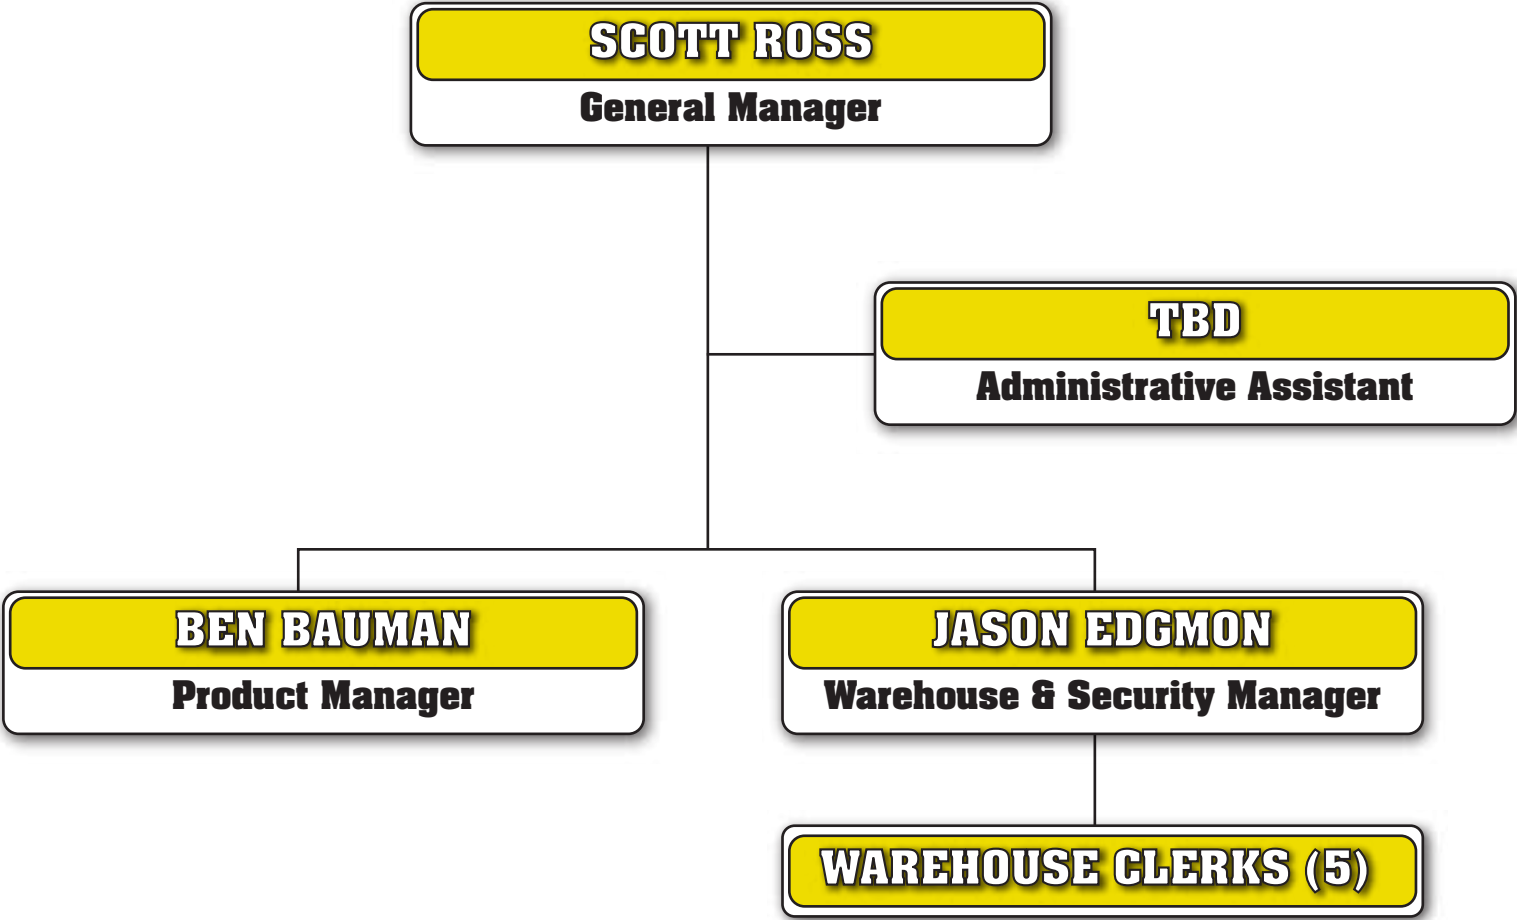 SCOTT ROSS
General Manager
TBD
Administrative Assistant
BEN BAUMAN
Product Manager
JASON EDGMON
Warehouse & Security Manager
WAREHOUSE CLERKS (5)